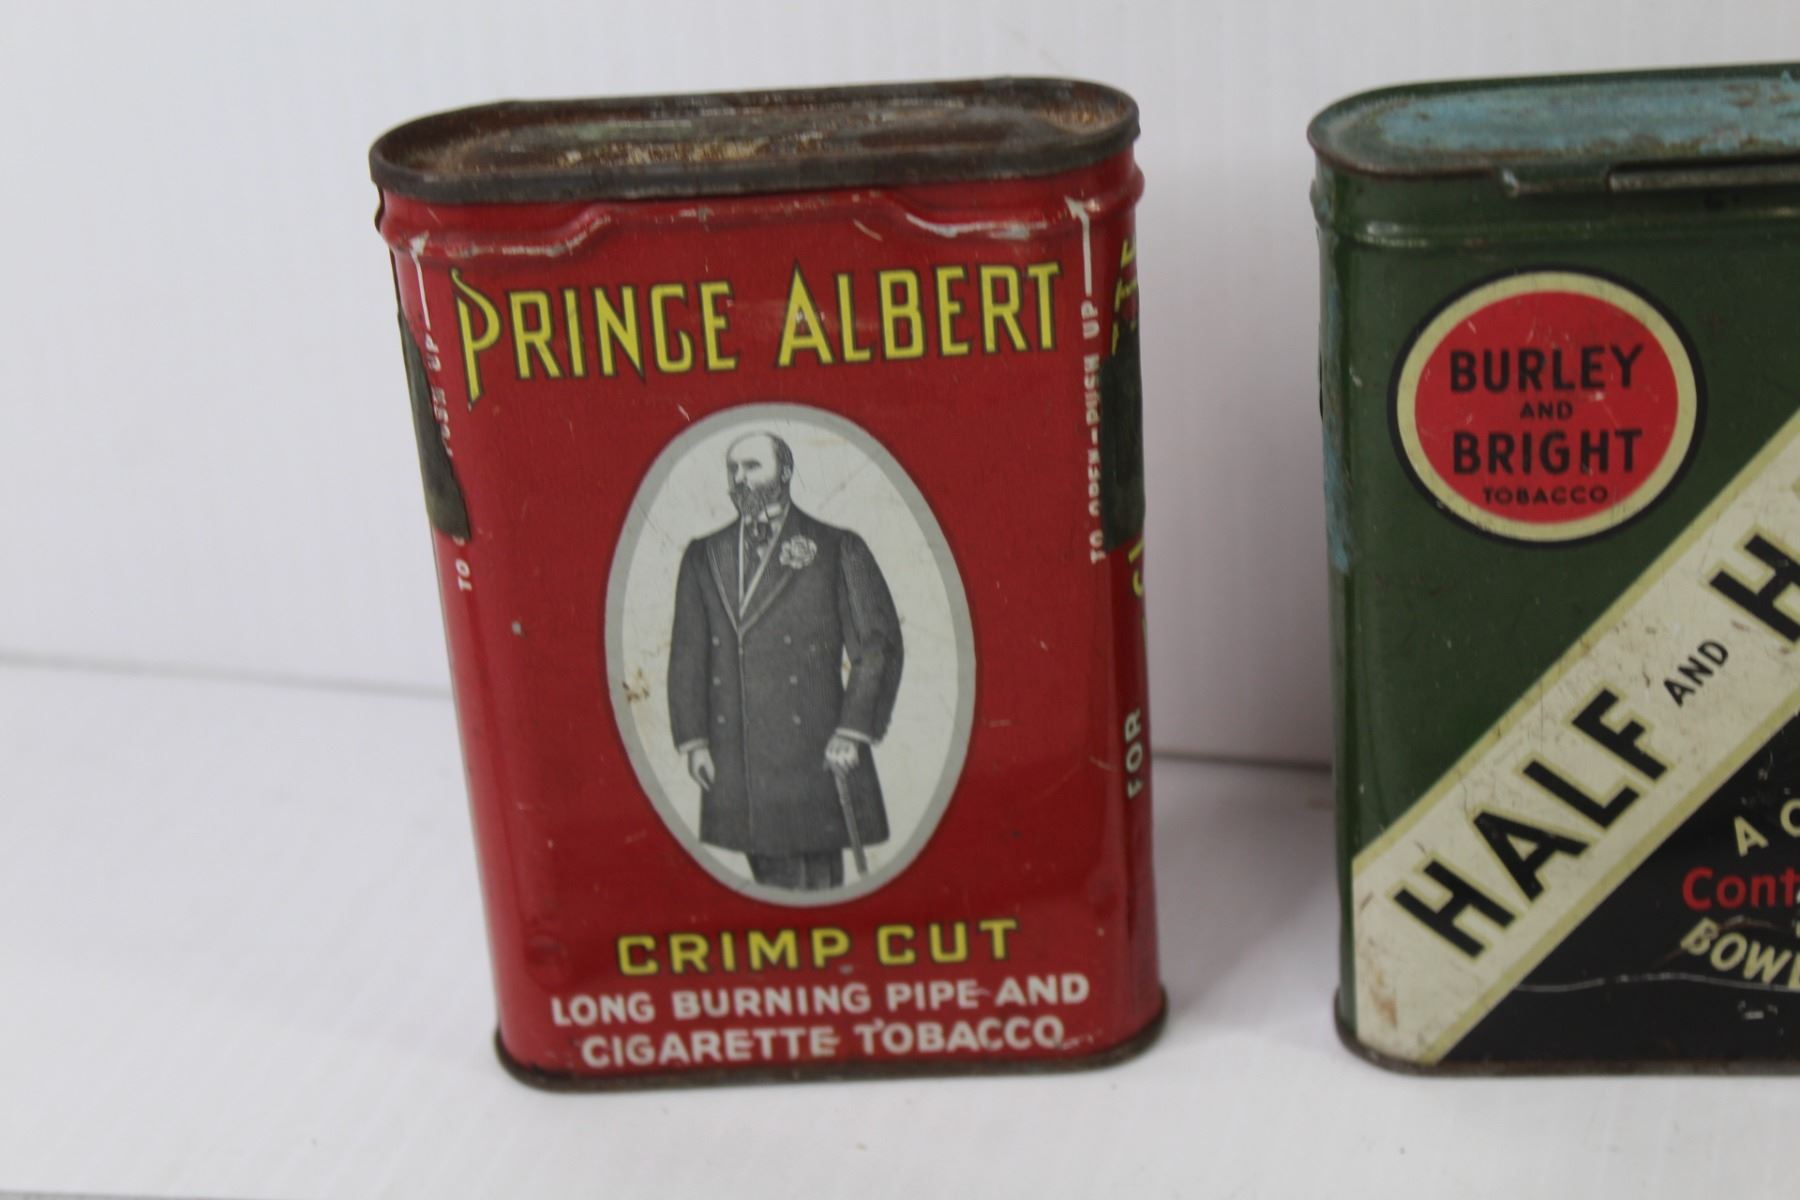 PRINCE ALBERT
CRIMP CUT
LONG BURNING PIPE AND
CIGARETTE TOBACCO
TO OPEN-PUSH UP
FOR
BURLEY
AND
BRIGHT
TOBACCO
HALF AND
A